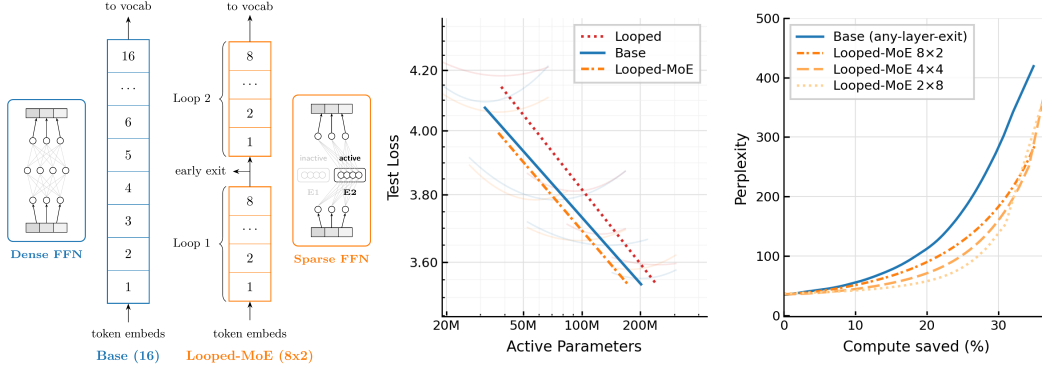 to vocab
16
...
6
5
4
3
2
1
token embeds
Base (16)
Dense FFN
to vocab
8
...
2
1
Loop 2
early exit
8
...
2
1
Loop 1
token embeds
Looped-MoE (8x2)
inactive
active
E1
E2
Sparse FFN
Test Loss
4.20
4.00
3.80
3.60
20M
50M
100M
200M
Active Parameters
Looped
Base
Looped-MoE
Perplexity
500
400
300
200
100
0
0
10
20
30
Compute saved (%)
Base (any-layer-exit)
Looped-MoE 8×2
Looped-MoE 4×4
Looped-MoE 2×8